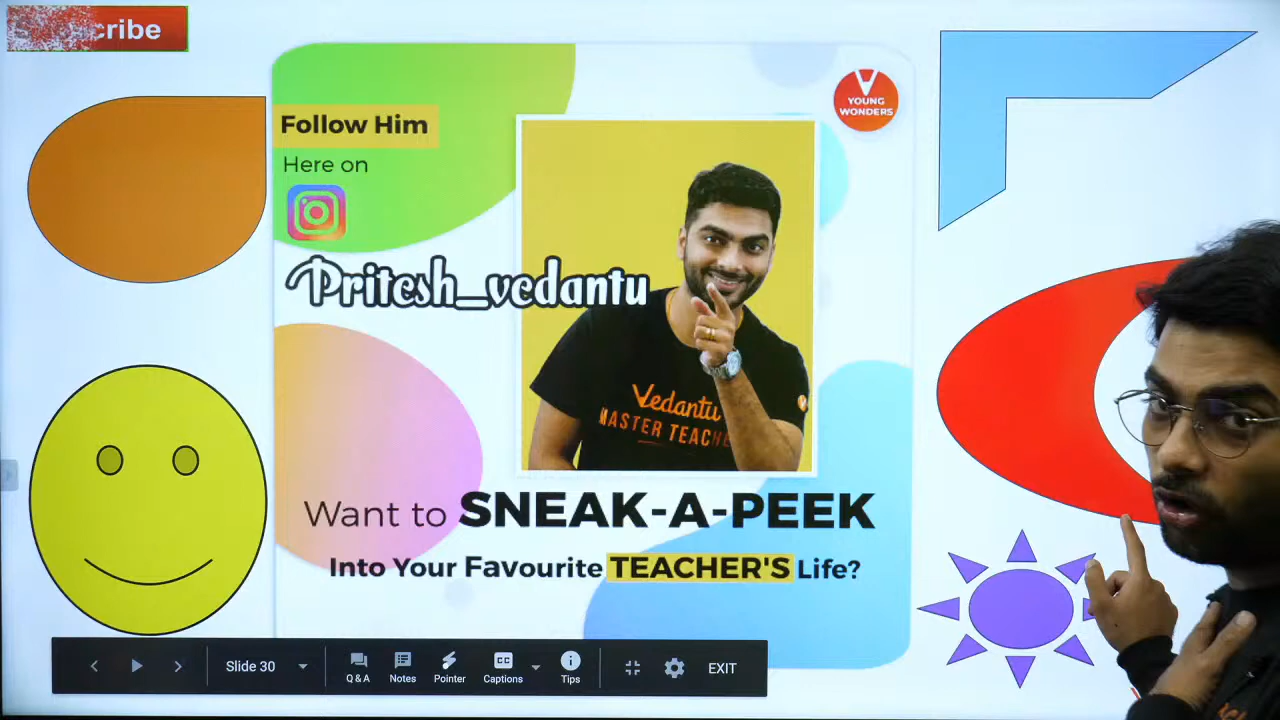 cribe
Follow Him
Here on
Pritesh_vedantu
YOUNG
WONDERS
Vedantu
MASTER TEACH
Want to SNEAK-A-PEEK
Into Your Favourite TEACHER'S Life?
Slide 30
Q & A
Notes
Pointer
CC
Captions
Tips
EXIT